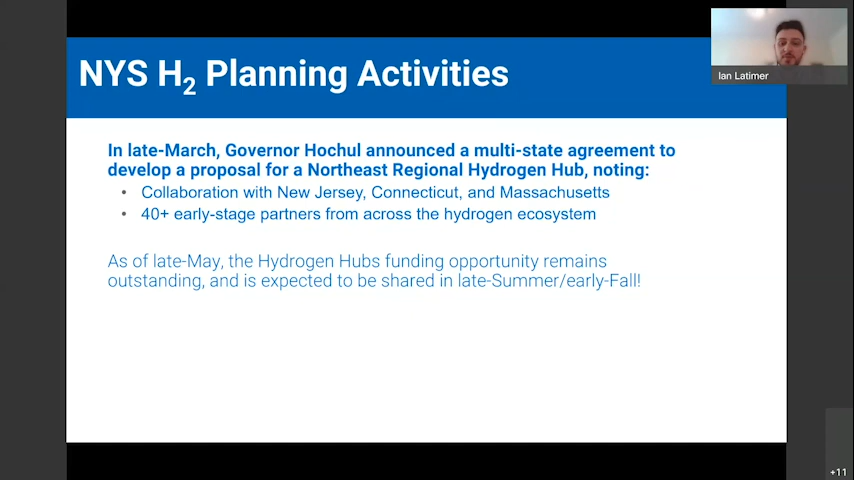 NYS H₂ Planning Activities
Ian Latimer
In late-March, Governor Hochul announced a multi-state agreement to
develop a proposal for a Northeast Regional Hydrogen Hub, noting:
• Collaboration with New Jersey, Connecticut, and Massachusetts
• 40+ early-stage partners from across the hydrogen ecosystem
As of late-May, the Hydrogen Hubs funding opportunity remains
outstanding, and is expected to be shared in late-Summer/early-Fall!
+11